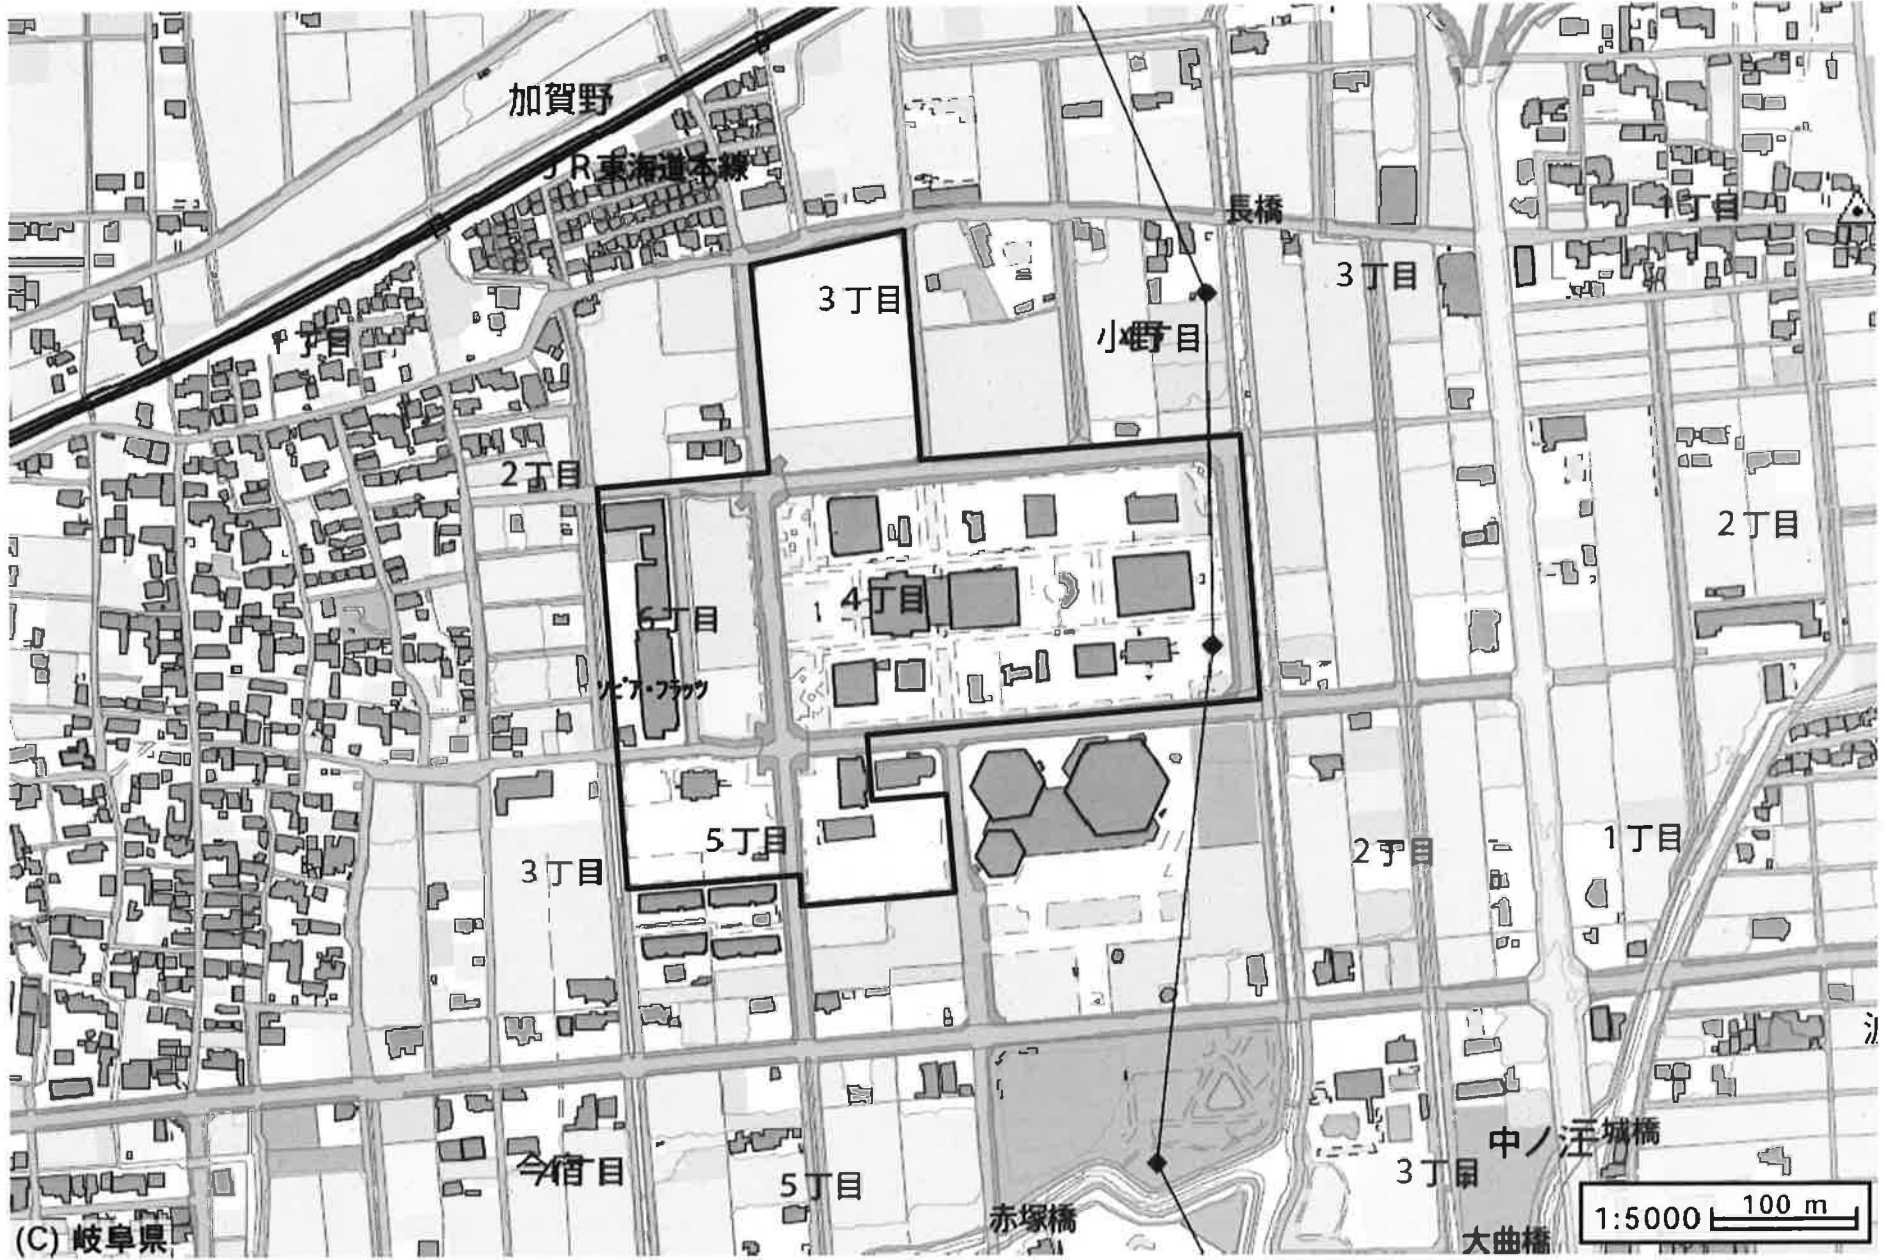 加賀野
JR東海道本線
長橋
1丁目
3丁目
3丁目
小野
1丁目
2丁目
2丁目
4丁目
6丁目
ソピア・フラッツ
5丁目
3丁目
2丁目
1丁目
今宿
5丁目
3丁目
中ノ江
城橋
赤塚橋
大曲橋
(C) 岐阜県
1:5000 100 m